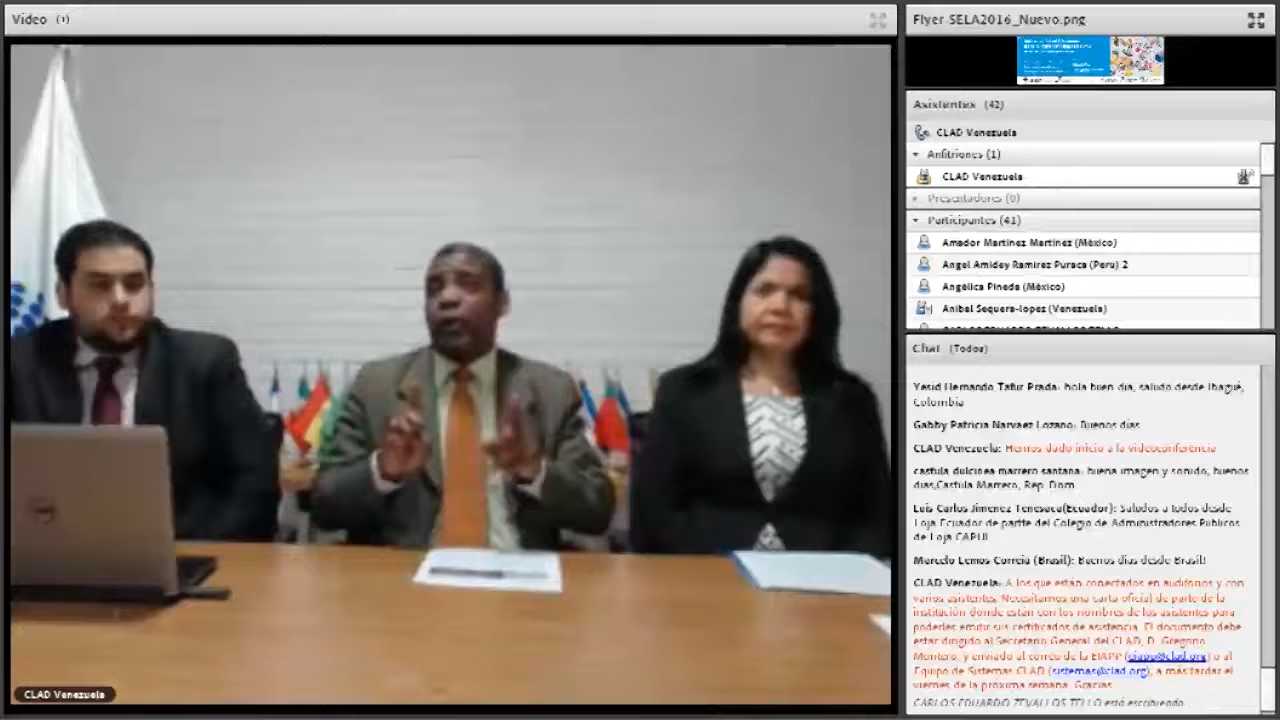 Video (1)
Flyer SELA2016_Nuevo.png
Asistentes (42)
CLAD Venezuela
Anfitriones (1)
CLAD Venezuela
Presentadores (0)
Participantes (41)
Amador Martinez Martinez (México)
Angel Amidey Ramirez Puraca (Peru) 2
Angélica Pineda (México)
Anibal Sequera-lopez (Venezuela)
Chat (Todos)
Yesid Hernando Tafur Prada: hola buen dia, saludo desde Ibagué,
Colombia
Gabby Patricia Narvaez Lozano: Buenos dias
CLAD Venezuela: Hemos dado inicio a la videoconferencia
castula dulcinea marrero santana: buena imagen y sonido, buenos
dias,Castula Marrero, Rep. Dom
Luis Carlos Jimenez Tenesaca(Ecuador): Saludos a todos desde
Loja Ecuador de partte del Colegio de Administradores Públicos
de Loja CAPUL
Marcelo Lemos Correia (Brasil): Buenos dias desde Brasil!
CLAD Venezuela: A los que están conectados en auditorios y con
varios asistentes. Necesitamos una carta oficial de parte de la
institución donde estan con los nombres de los asistentes para
poderles emitir sus certificados de asistencia. El documento debe
estar dirigido al Secretario General del CLAD, D. Gregorio
Montero, y enviado al correo de la EIAPP (eiapp@clad.org) o al
Equipo de Sistemas CLAD (sistemas@clad.org), a más tardar el
viernes de la próxima semana. Gracias
CARLOS EDUARDO ZEVALLOS TELLO está escribiendo.
CLAD Venezuela